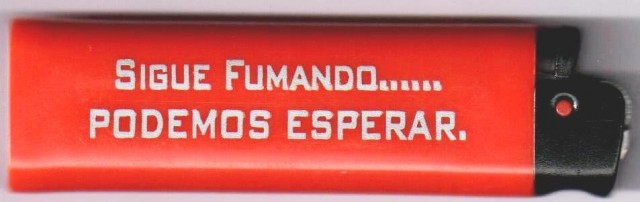 SIGUE FUMANDO......
PODEMOS ESPERAR.